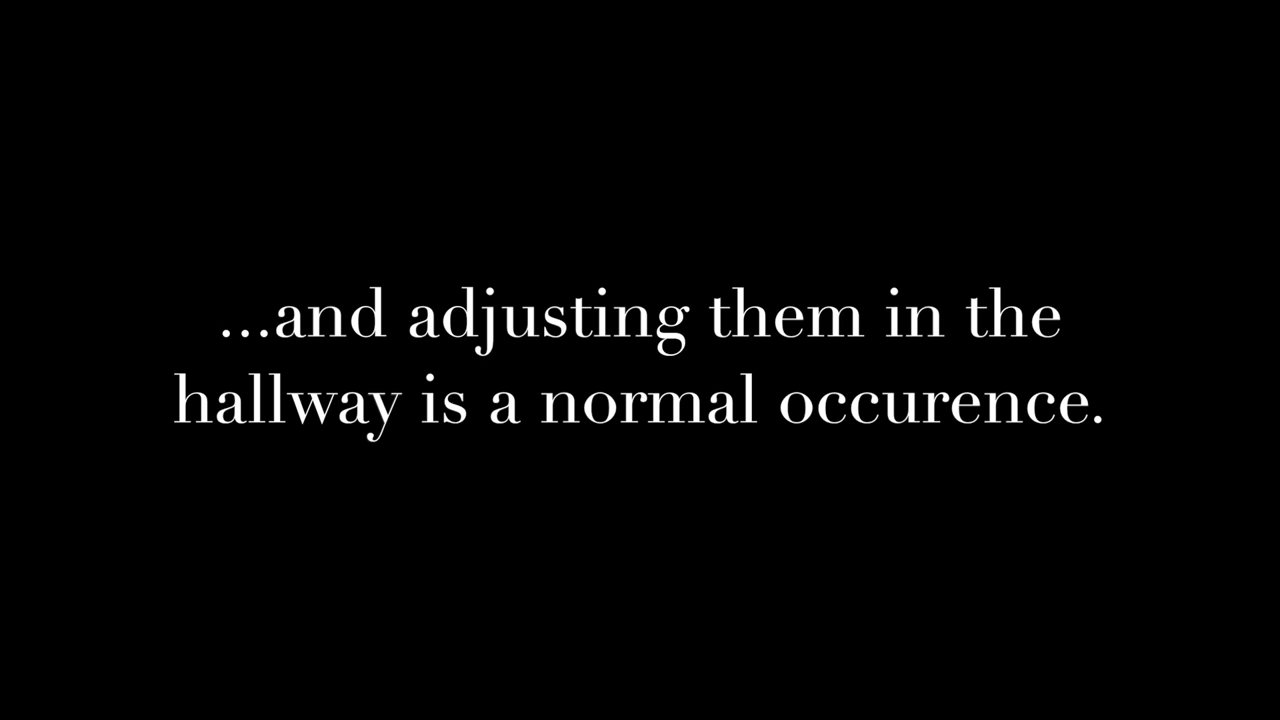 ...and adjusting them in the
hallway is a normal occurence.